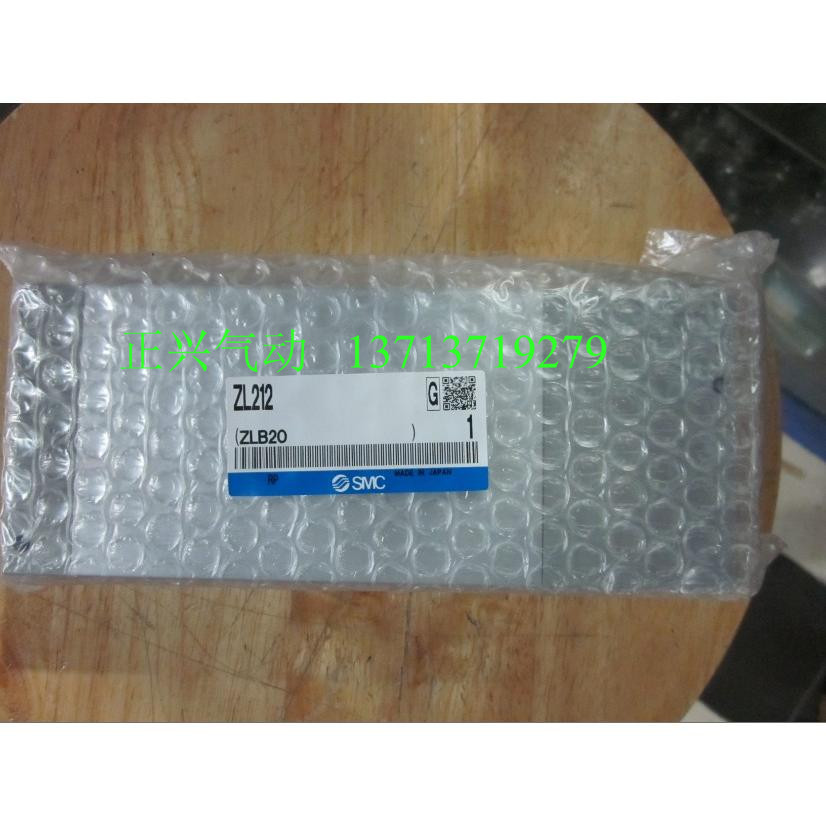 正兴气动 13713719279
ZL212
G
(ZLB20 )
1
RP
SMC
MADE IN JAPAN